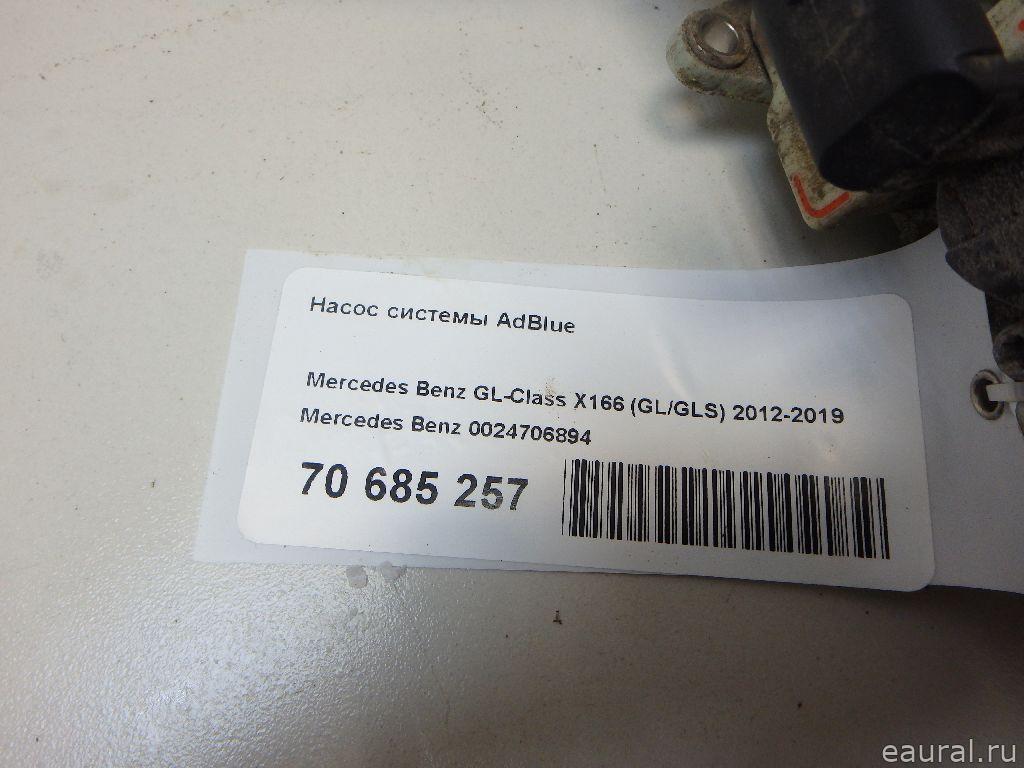 Насос системы AdBlue
Mercedes Benz GL-Class X166 (GL/GLS) 2012-2019
Mercedes Benz 0024706894
70 685 257
eaural.ru